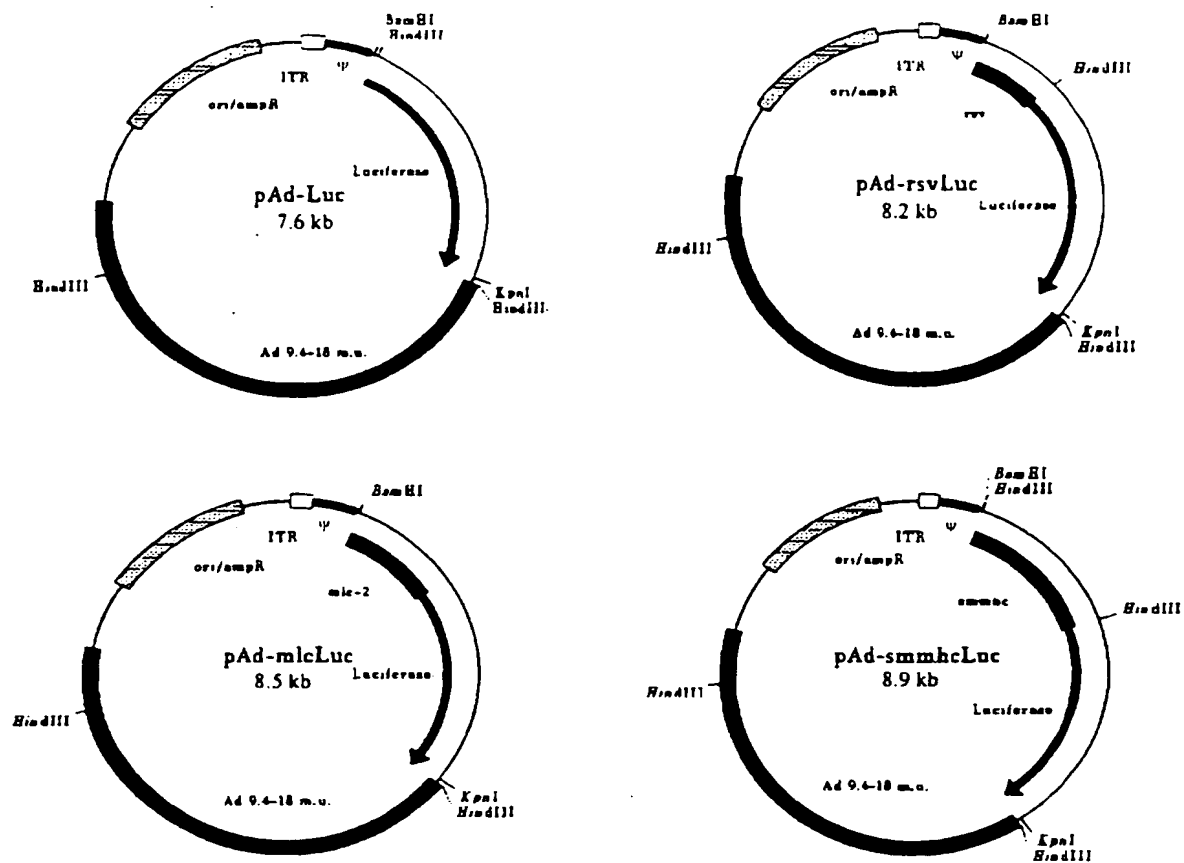 BamHI
HindIII
Ψ
ITR
ori/ampR
Luciferase
pAd-Luc
7.6 kb
HindIII
KpnI
HindIII
Ad 9.4-18 m.u.
BamHI
Ψ
HindIII
ITR
ori/ampR
rsv
pAd-rsvLuc
8.2 kb
Luciferase
HindIII
Ad 9.4-18 m.u.
KpnI
HindIII
BamHI
Ψ
ITR
ori/ampR
mlc-2
pAd-mlcLuc
8.5 kb
Luciferase
HindIII
Ad 9.4-18 m.u.
KpnI
HindIII
BamHI
HindIII
Ψ
ITR
ori/ampR
smmhc
HindIII
pAd-smmhcLuc
8.9 kb
HindIII
Luciferase
Ad 9.4-18 m.u.
KpnI
HindIII